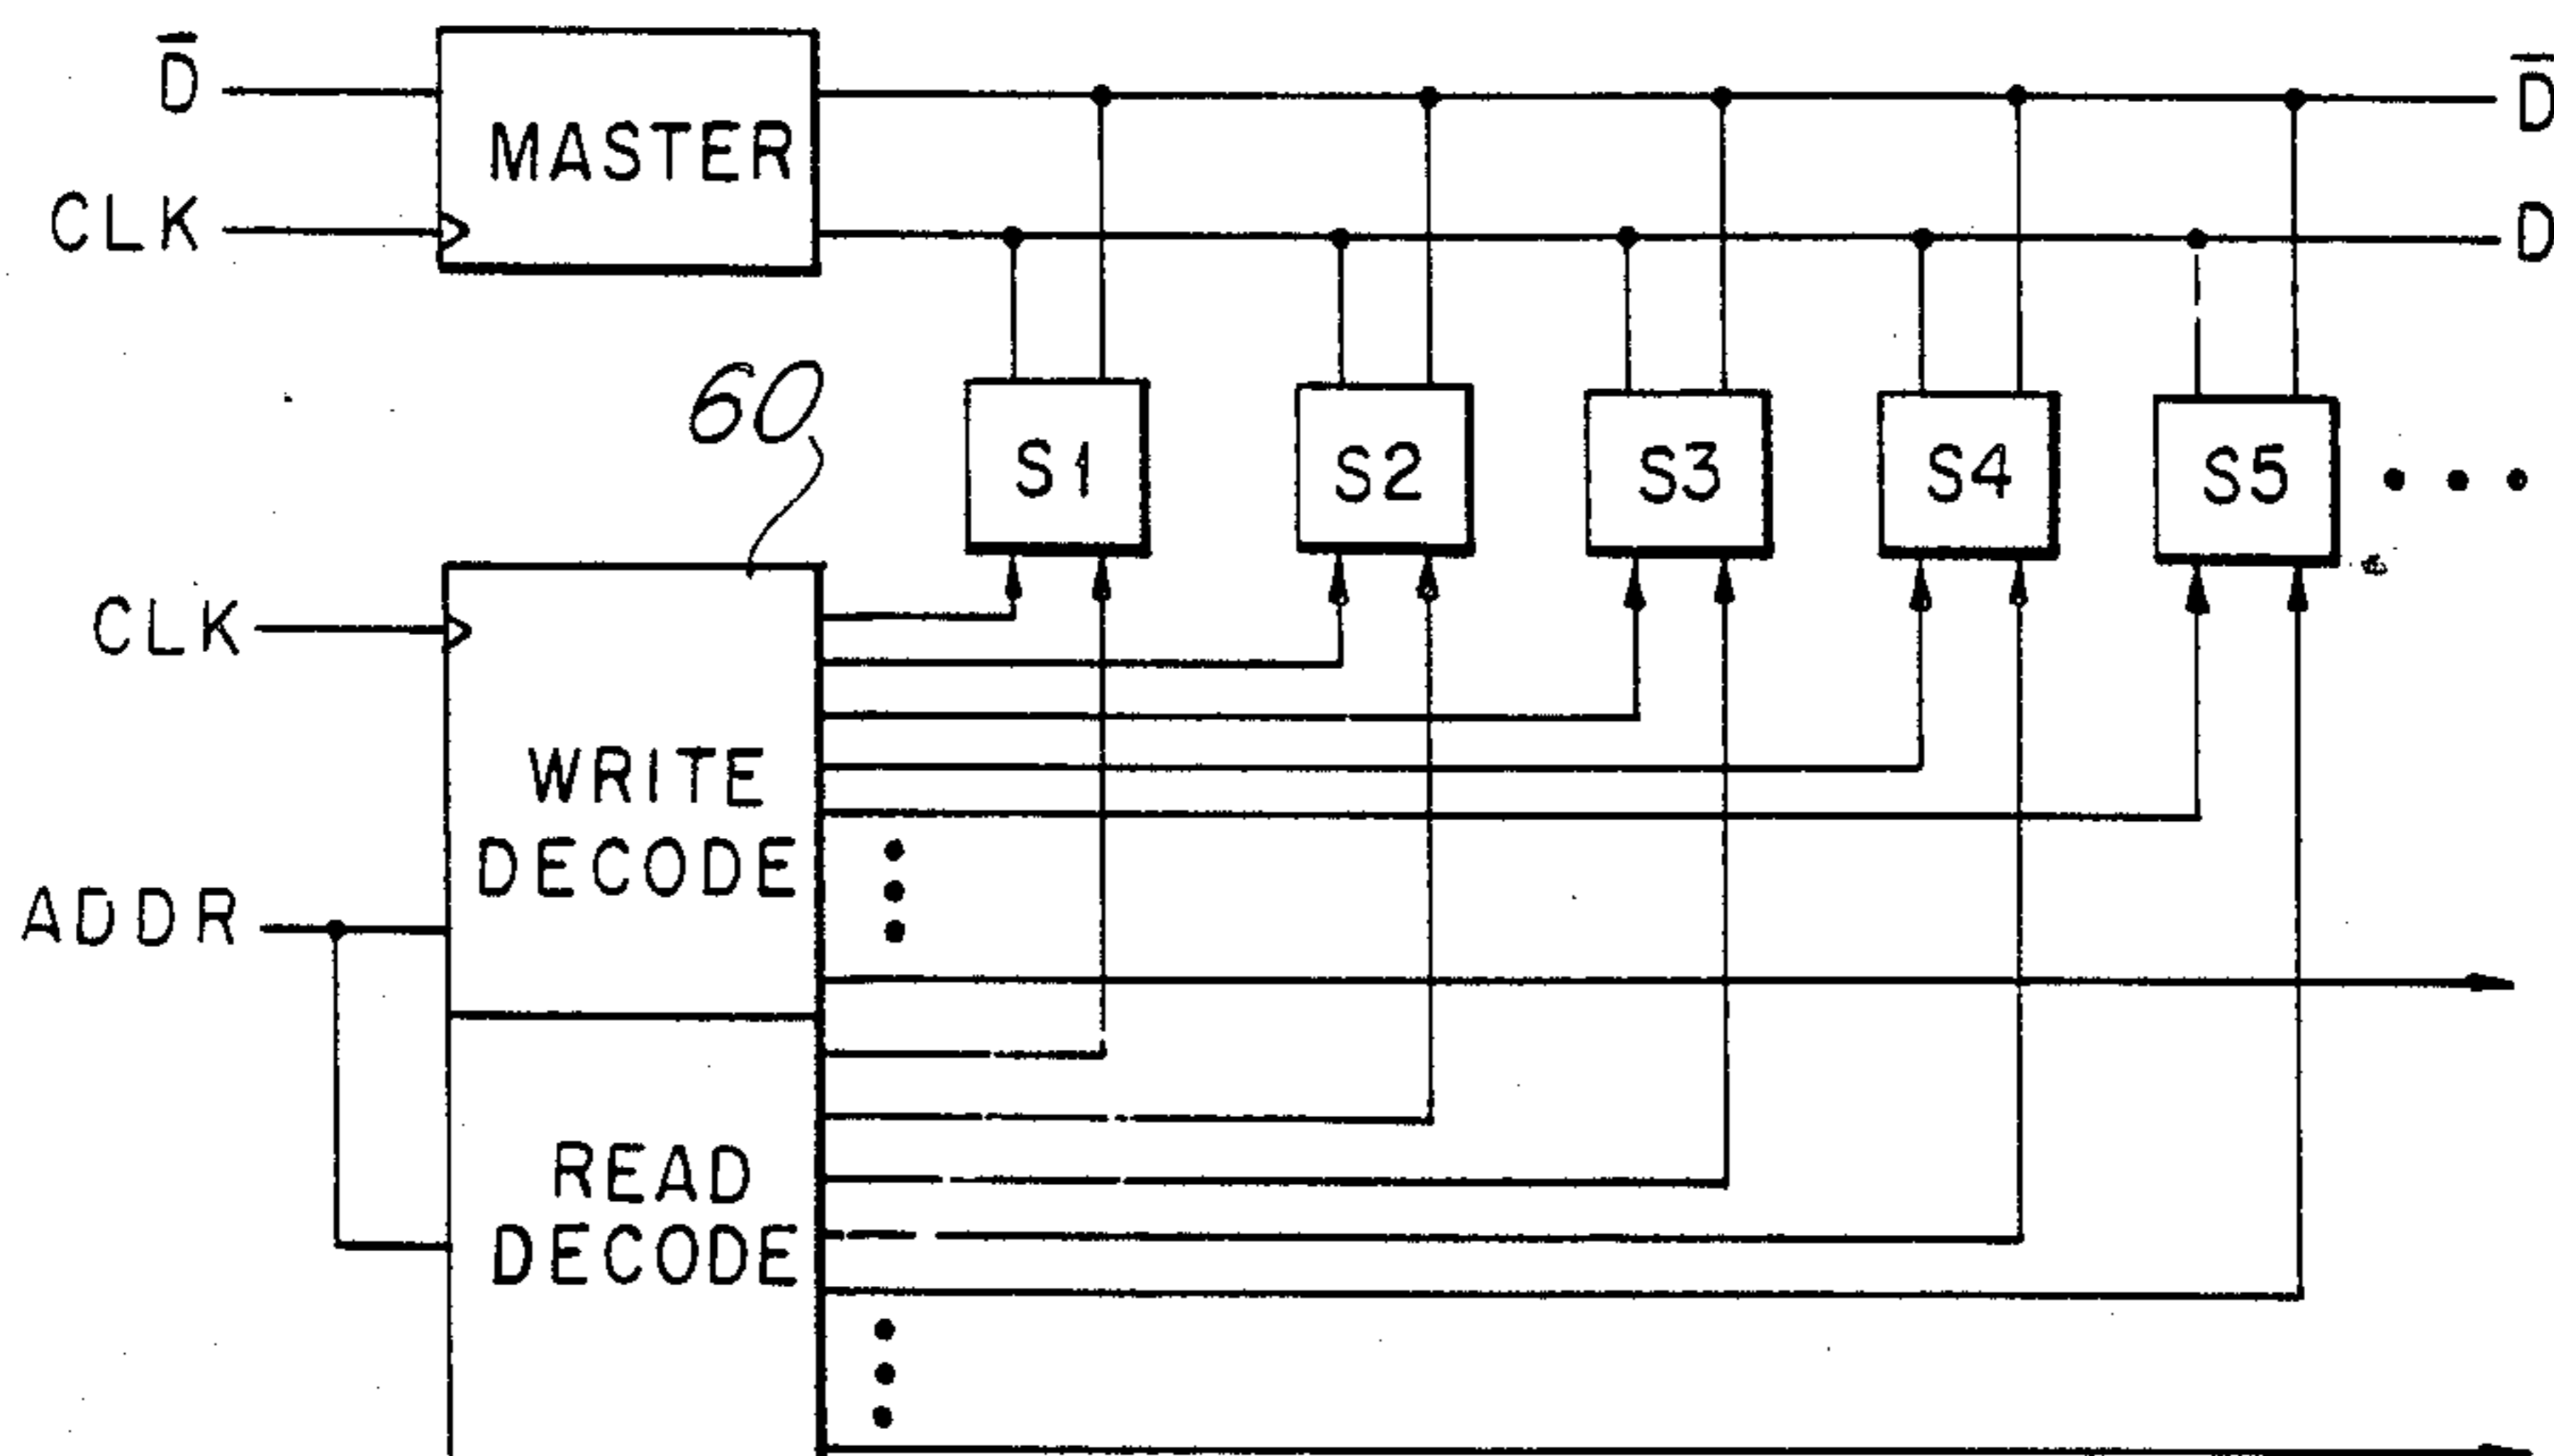 D̄
MASTER
D̄
CLK
D
60
S1 S2 S3 S4 S5
CLK
WRITE
DECODE
ADDR
READ
DECODE